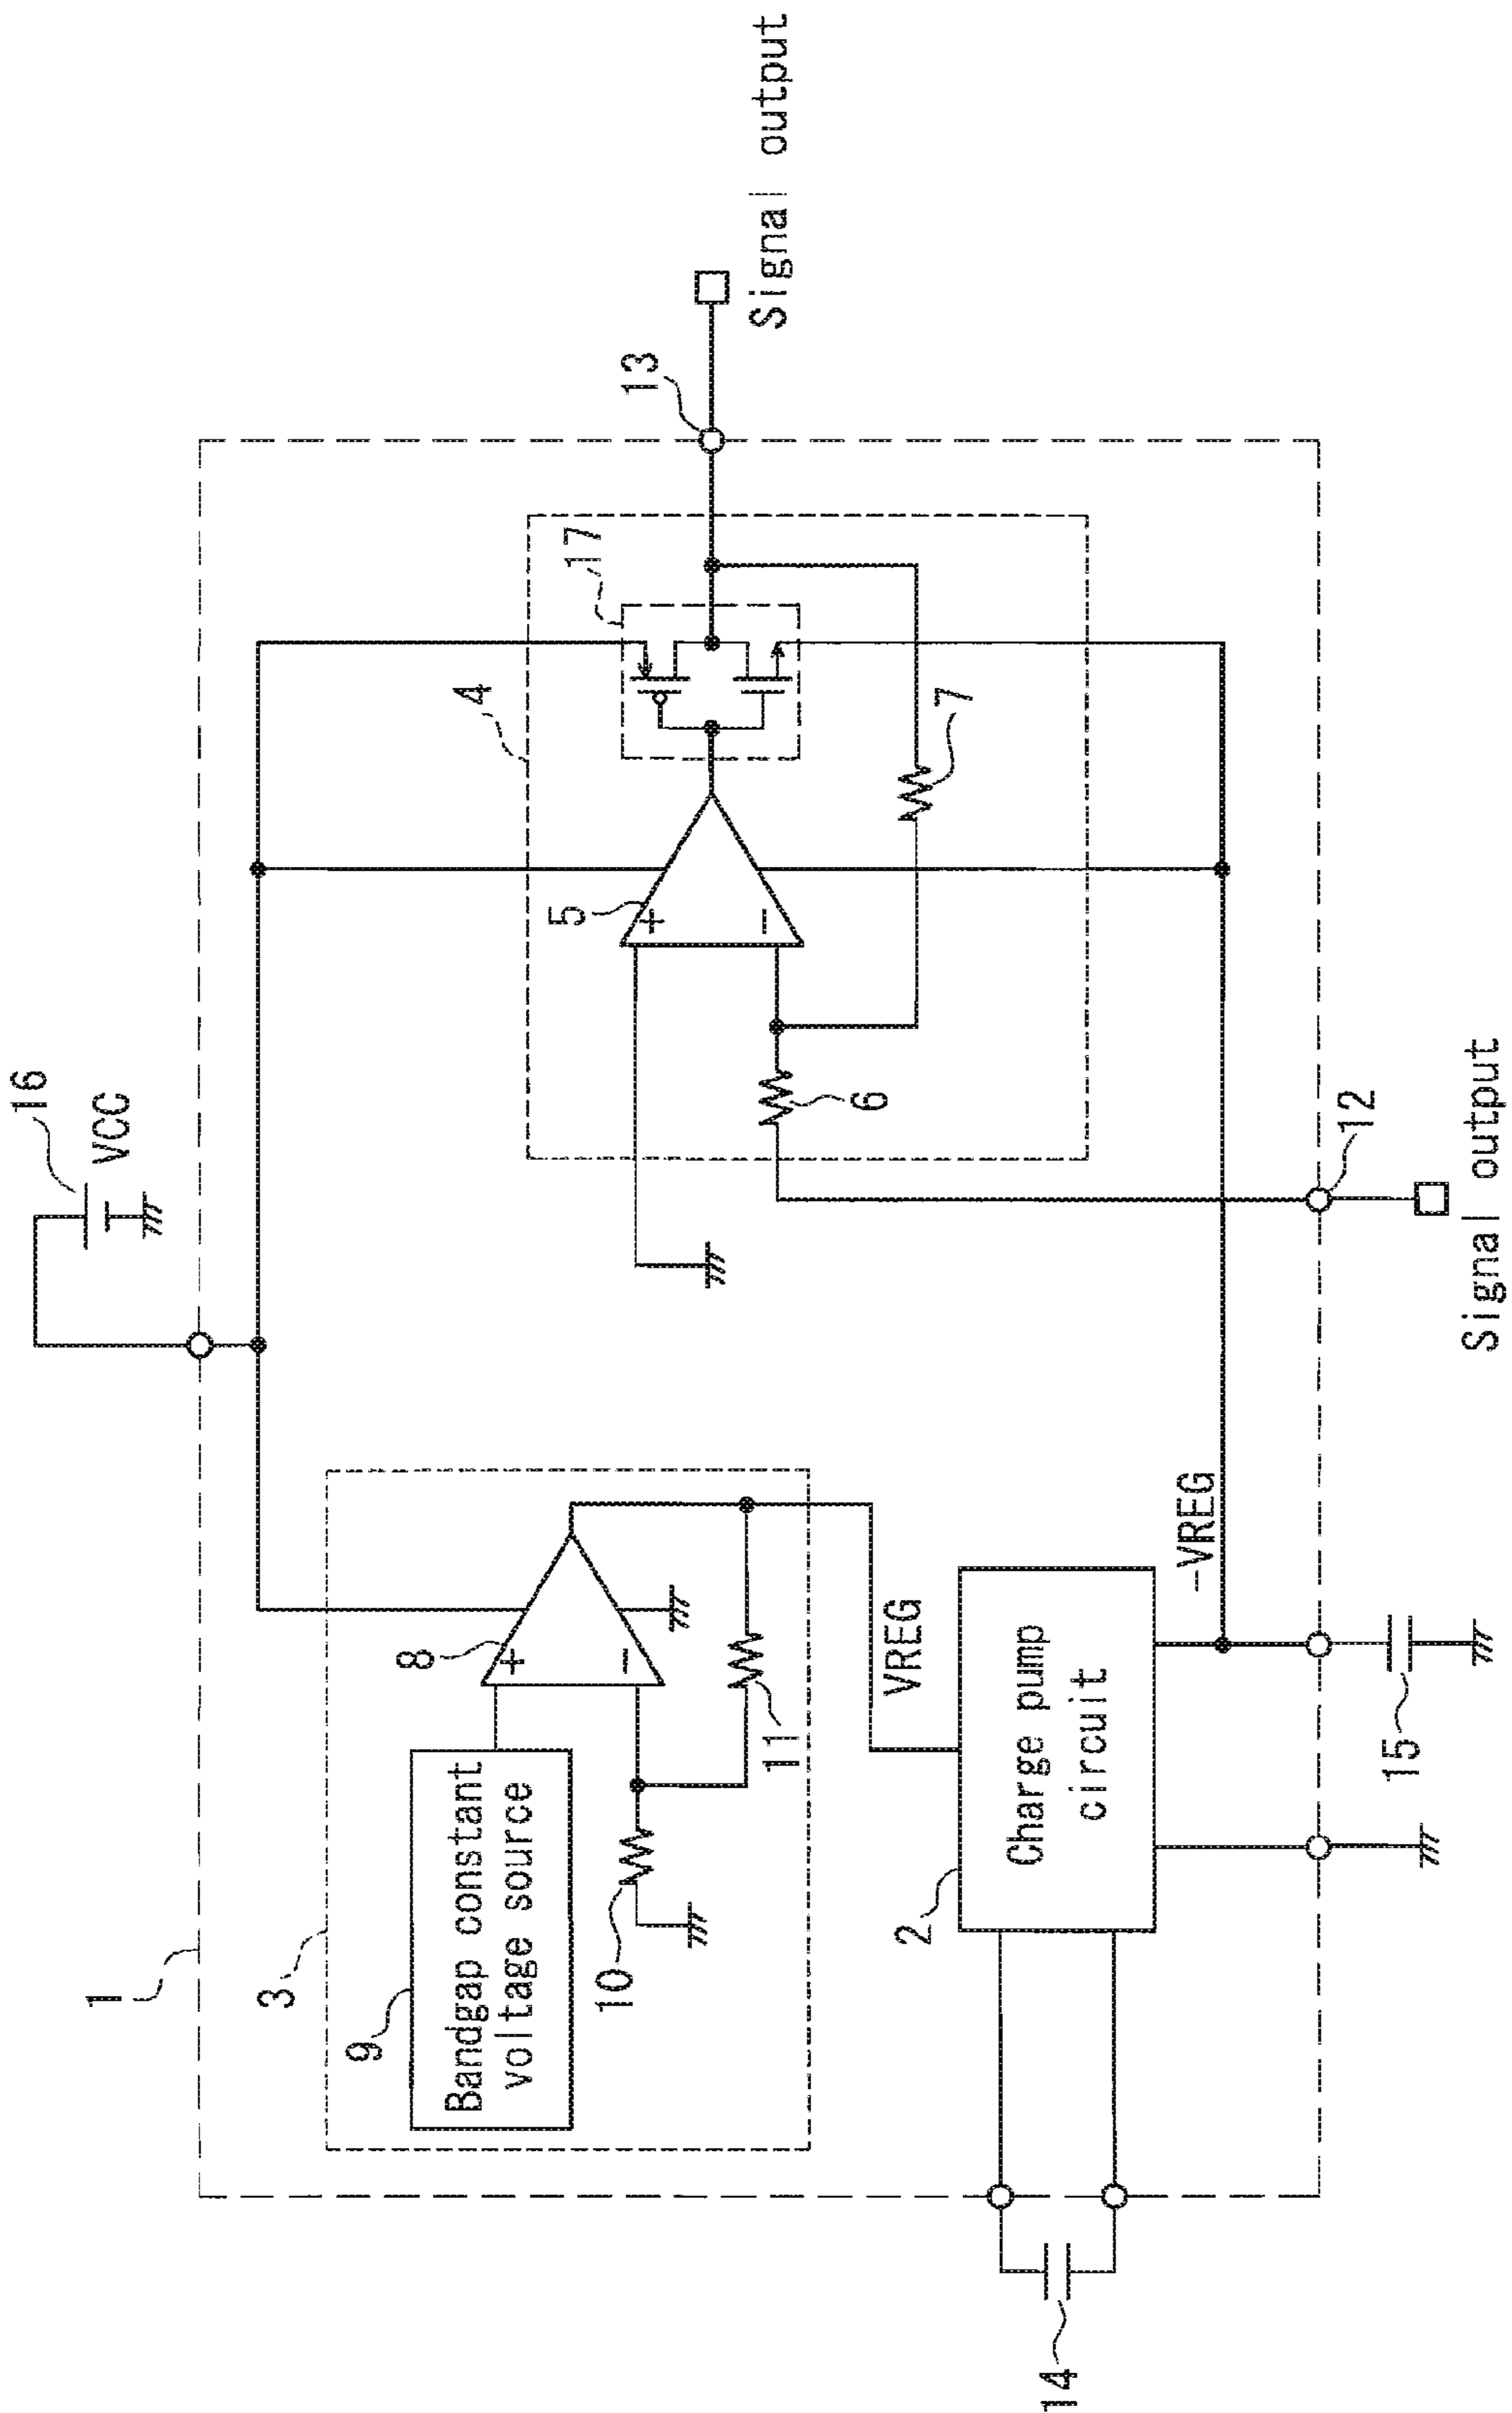 16
VCC
1
3
9
Bandgap constant
voltage source
8
+
−
10
11
4
5
+
−
17
6
7
13
Signal output
VREG
2
Charge pump
circuit
-VREG
14
15
12
Signal output